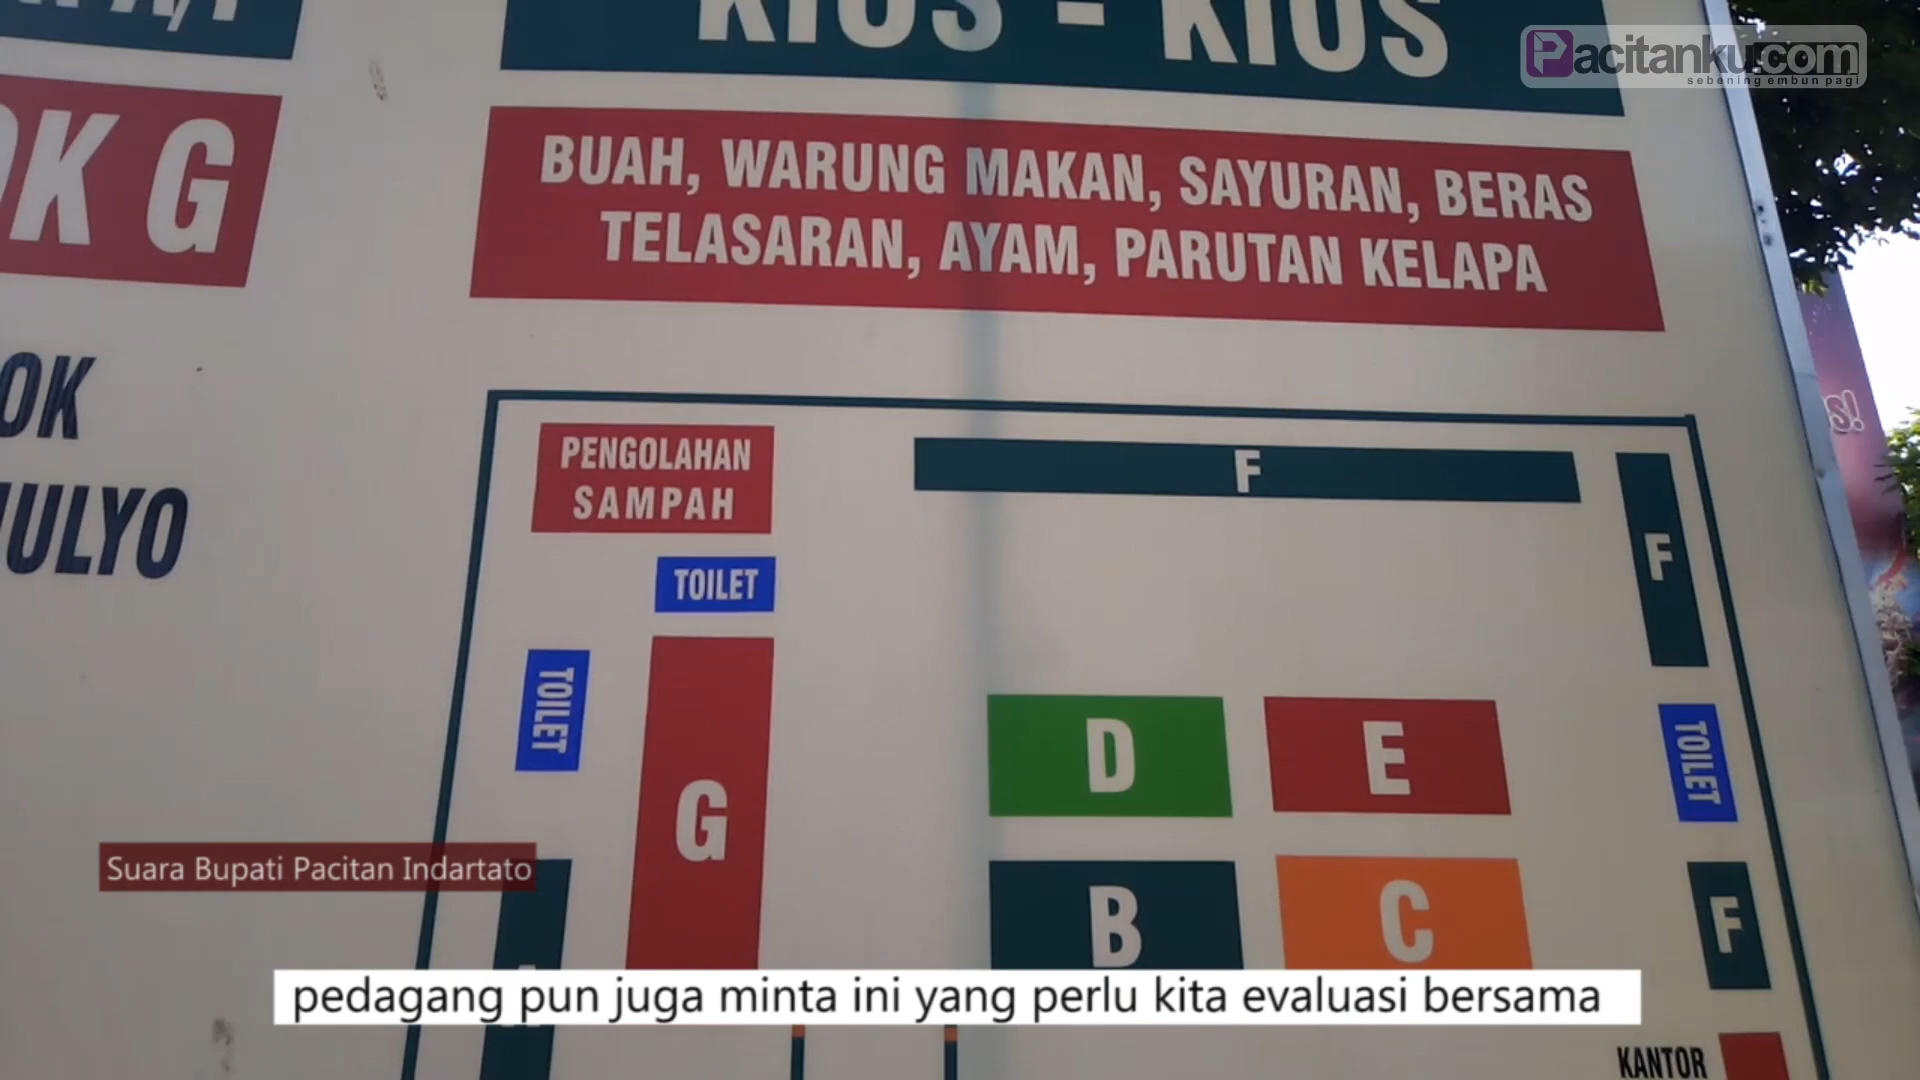 KIOS - KIOS
Pacitanku.com
sebening embun pagi
OK G
BUAH, WARUNG MAKAN, SAYURAN, BERAS
TELASARAN, AYAM, PARUTAN KELAPA
OK
ULYO
PENGOLAHAN
SAMPAH
F
F
TOILET
TOILET
G
D
E
TOILET
B
C
F
Suara Bupati Pacitan Indartato
pedagang pun juga minta ini yang perlu kita evaluasi bersama
KANTOR